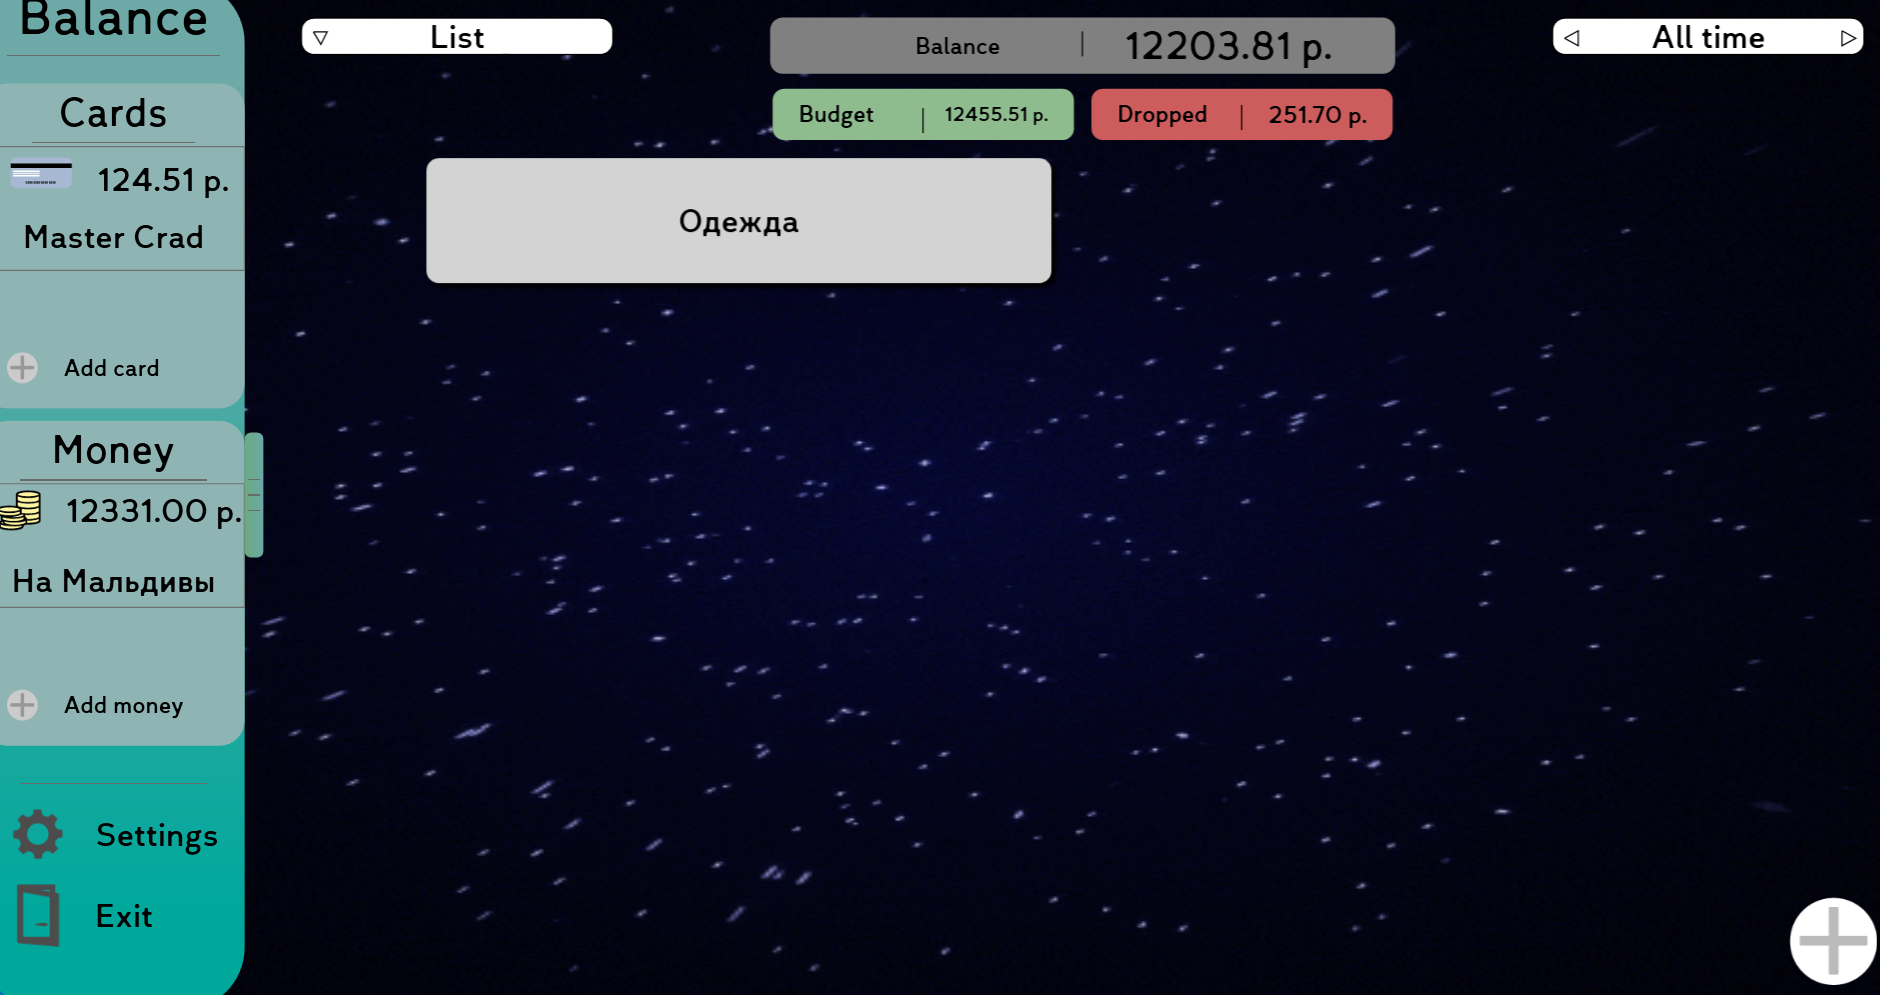 Balance
Cards
124.51 р.
Master Crad
Add card
Money
12331.00 р.
На Мальдивы
Add money
Settings
Exit
List
Balance | 12203.81 р.
Budget | 12455.51 р.
Dropped | 251.70 р.
All time
Одежда